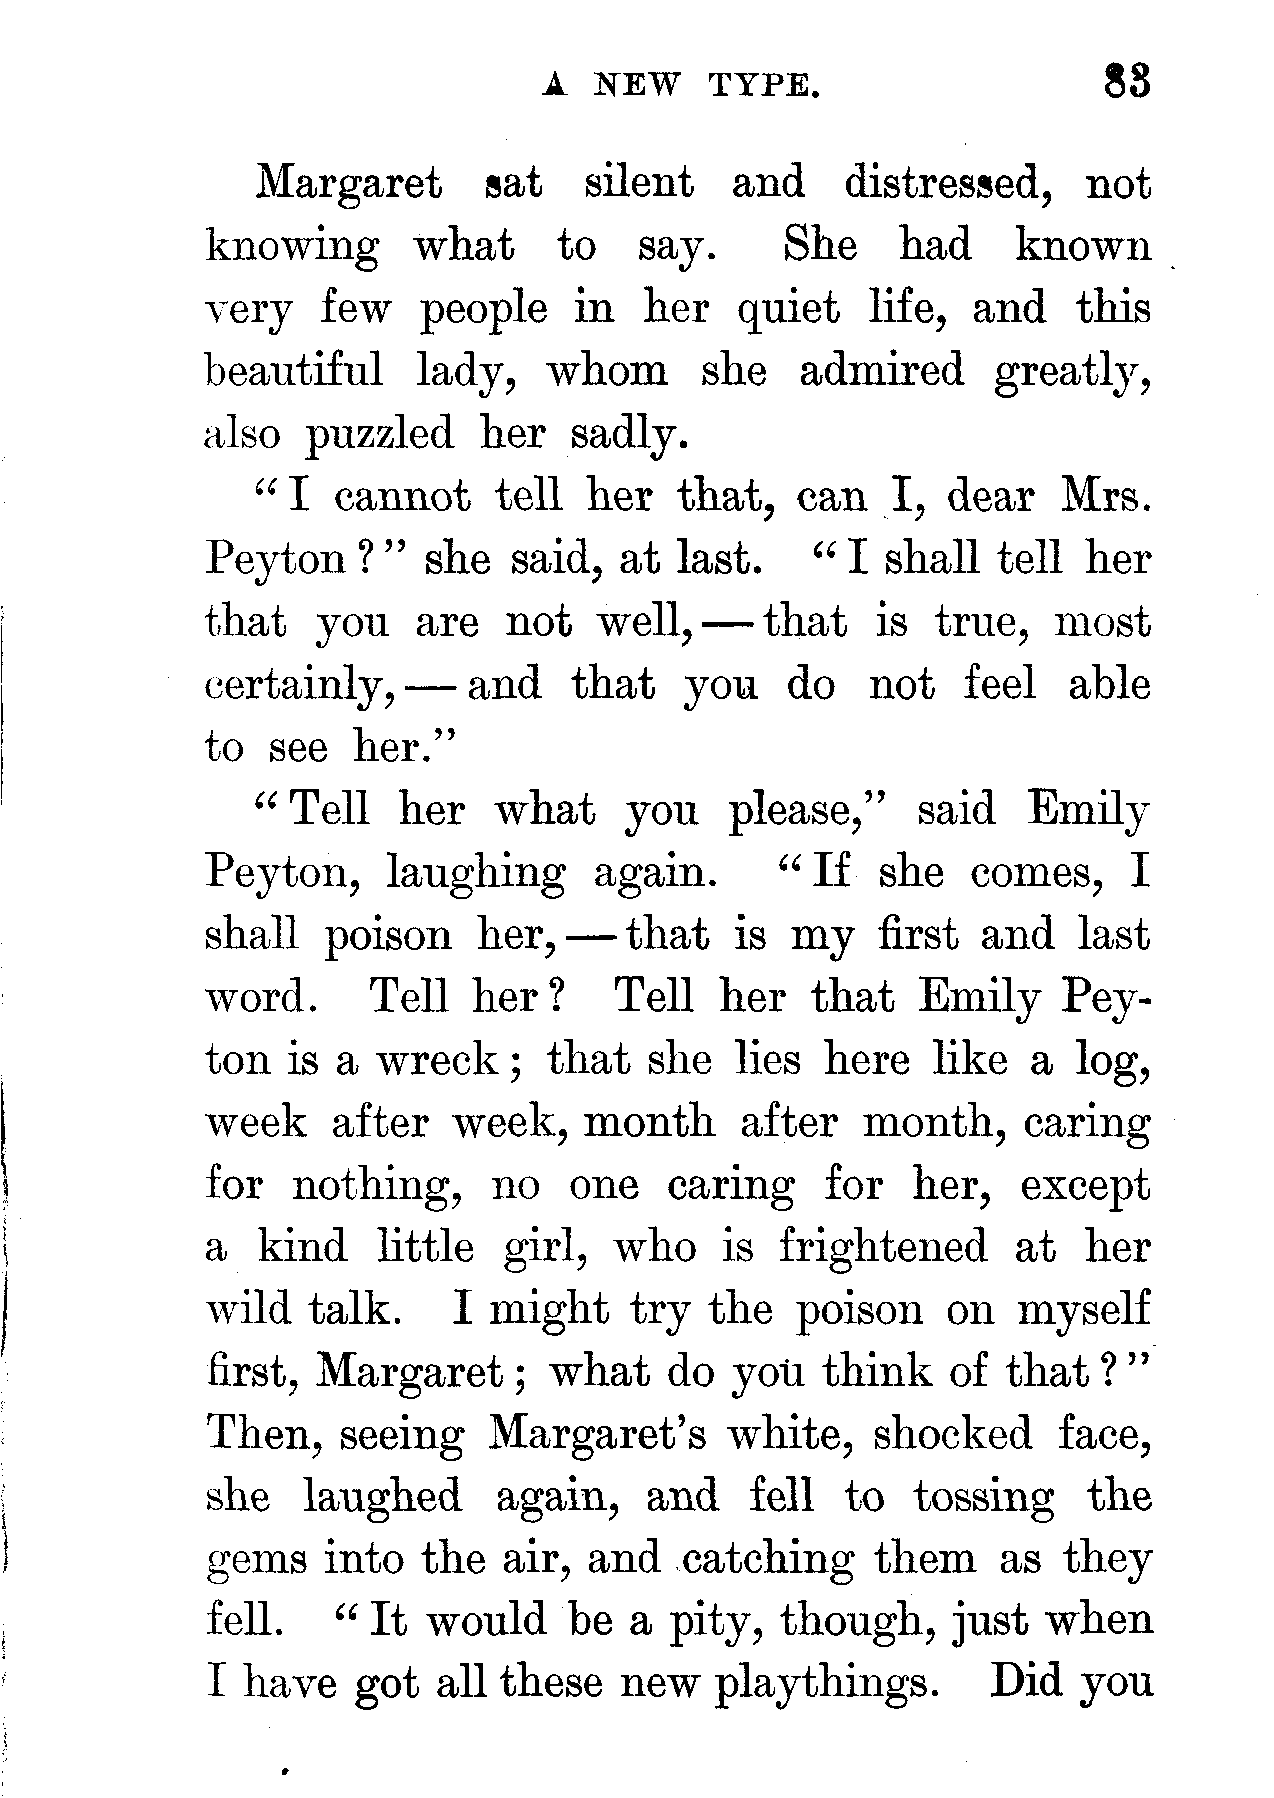 A NEW TYPE. 83
Margaret sat silent and distressed, not
knowing what to say. She had known
very few people in her quiet life, and this
beautiful lady, whom she admired greatly,
also puzzled her sadly.
“I cannot tell her that, can I, dear Mrs.
Peyton?” she said, at last. “I shall tell her
that you are not well,—that is true, most
certainly,—and that you do not feel able
to see her.”
“Tell her what you please,” said Emily
Peyton, laughing again. “If she comes, I
shall poison her,—that is my first and last
word. Tell her? Tell her that Emily Pey-
ton is a wreck; that she lies here like a log,
week after week, month after month, caring
for nothing, no one caring for her, except
a kind little girl, who is frightened at her
wild talk. I might try the poison on myself
first, Margaret; what do you think of that?”
Then, seeing Margaret’s white, shocked face,
she laughed again, and fell to tossing the
gems into the air, and catching them as they
fell. “It would be a pity, though, just when
I have got all these new playthings. Did you